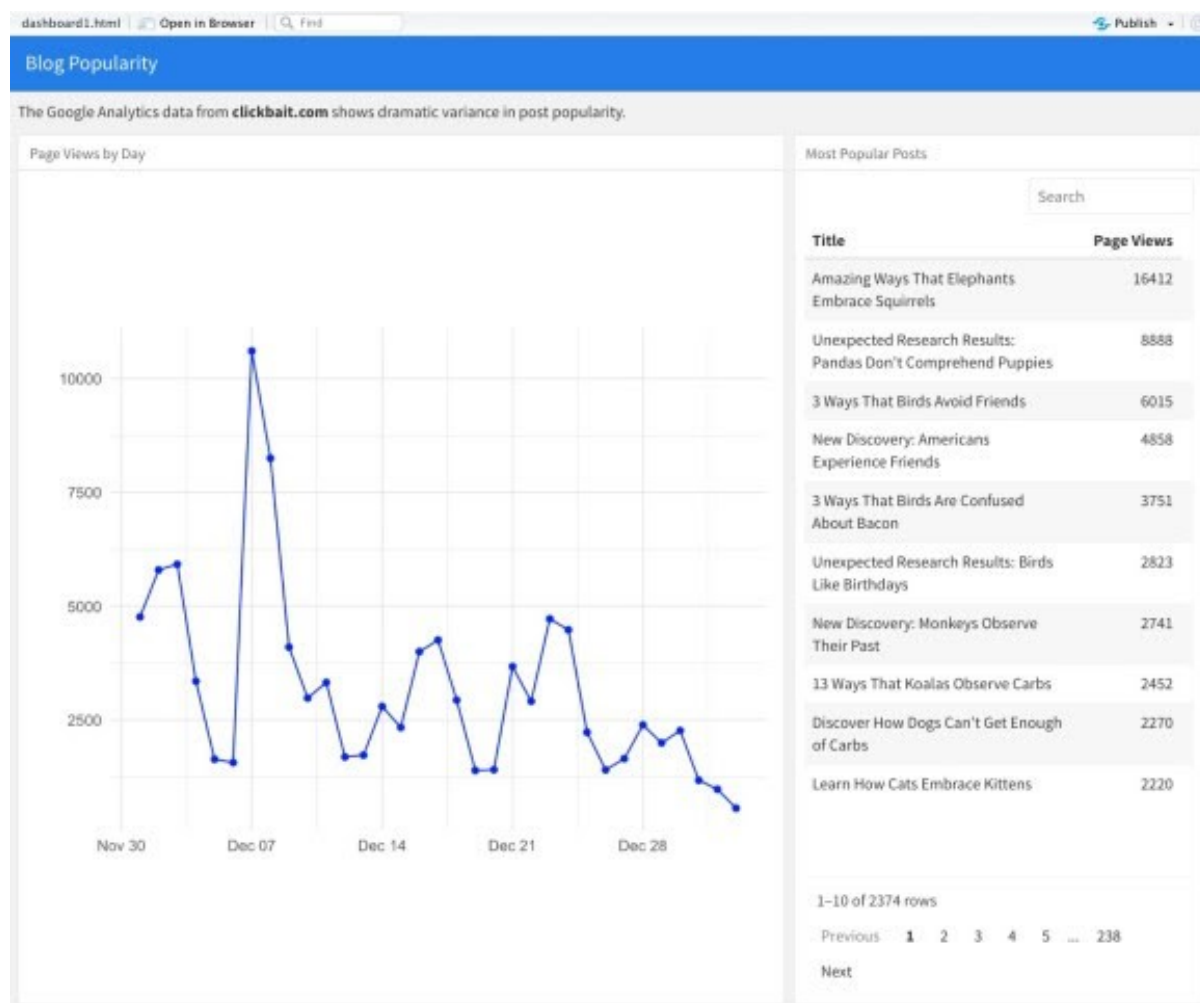 dashboard1.html Open in Browser Find Publish
Blog Popularity
The Google Analytics data from clickbait.com shows dramatic variance in post popularity.
Page Views by Day
10000
7500
5000
2500
Nov 30 Dec 07 Dec 14 Dec 21 Dec 28
Most Popular Posts
Search
Title Page Views
Amazing Ways That Elephants 16412
Embrace Squirrels
Unexpected Research Results: 8888
Pandas Don't Comprehend Puppies
3 Ways That Birds Avoid Friends 6015
New Discovery: Americans 4858
Experience Friends
3 Ways That Birds Are Confused 3751
About Bacon
Unexpected Research Results: Birds 2823
Like Birthdays
New Discovery: Monkeys Observe 2741
Their Past
13 Ways That Koalas Observe Carbs 2452
Discover How Dogs Can't Get Enough 2270
of Carbs
Learn How Cats Embrace Kittens 2220
1–10 of 2374 rows
Previous 1 2 3 4 5 ... 238
Next